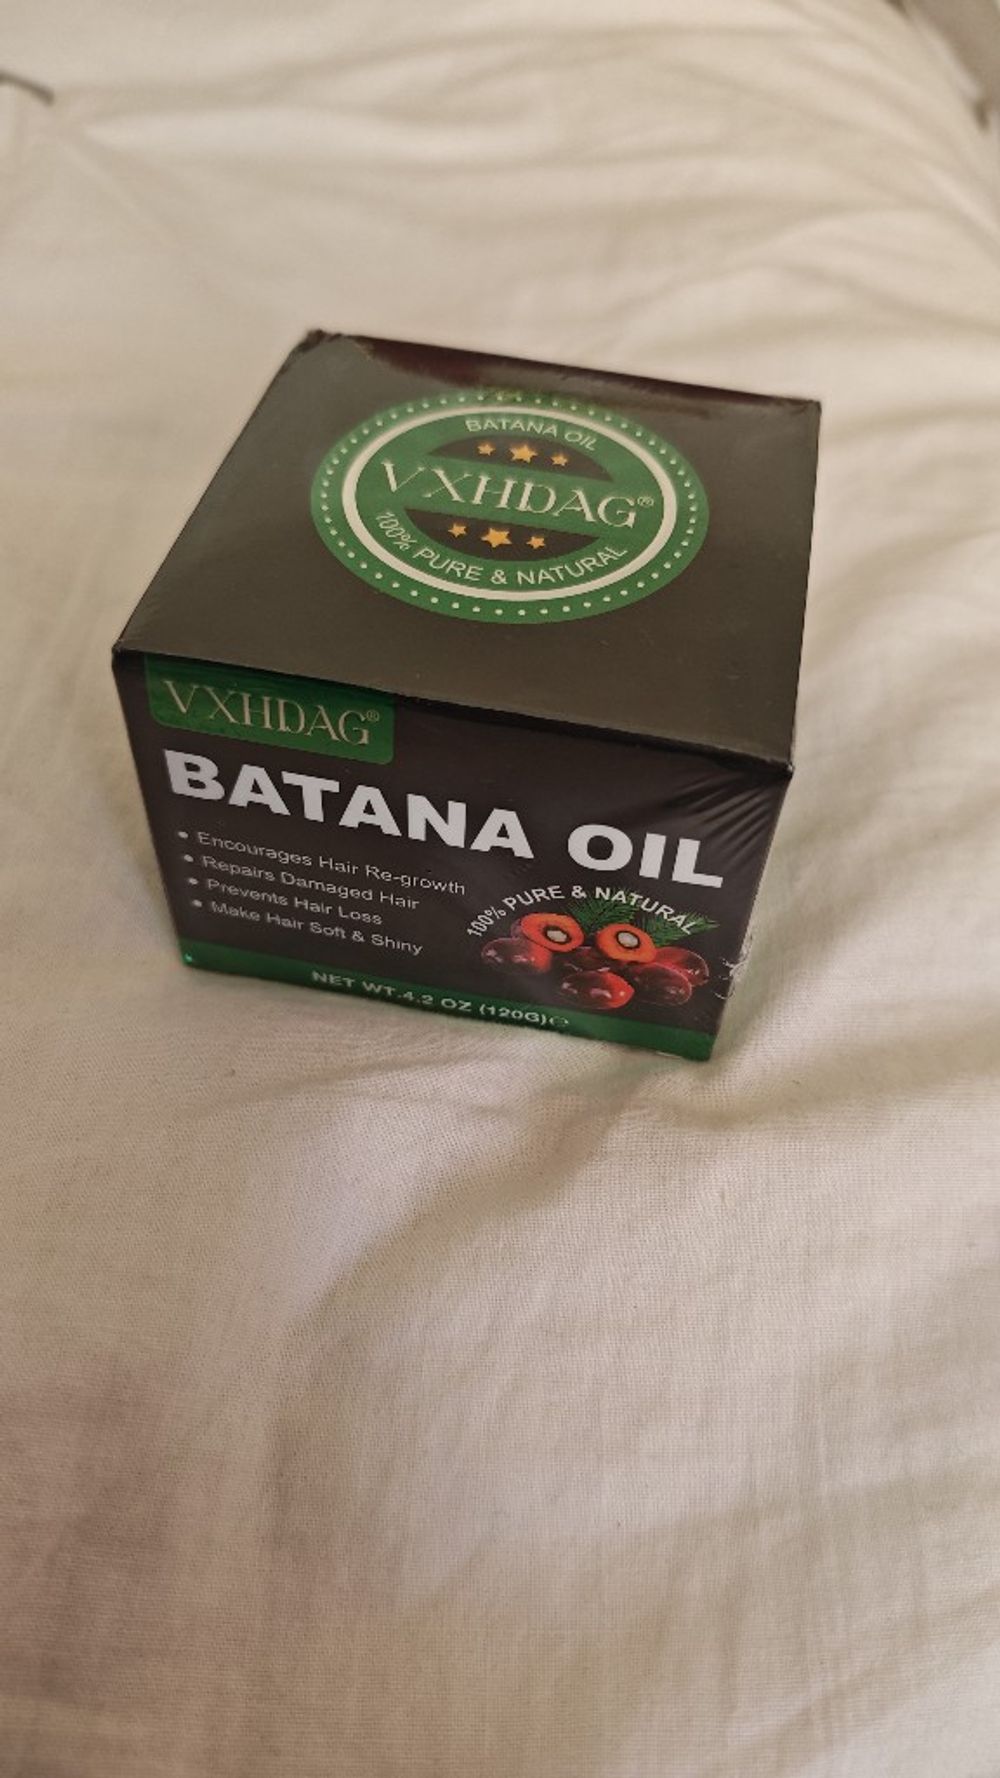 BATANA OIL
VXHDAG®
100% PURE & NATURAL
VXHDAG®
BATANA OIL
• Encourages Hair Re-growth
• Repairs Damaged Hair
• Prevents Hair Loss
• Make Hair Soft & Shiny
100% PURE & NATURAL
NET WT.4.2 OZ (120G)℮